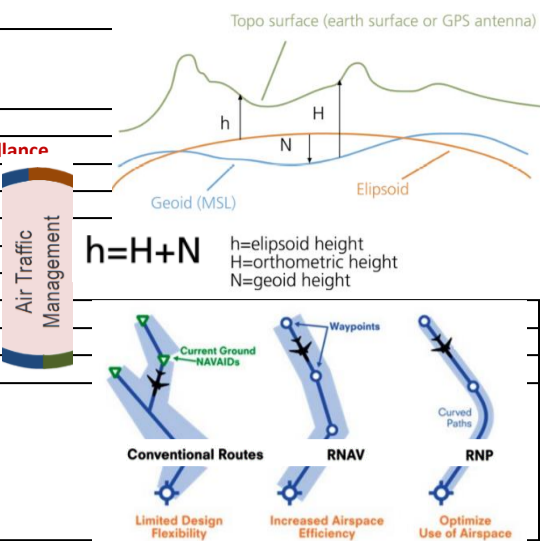 Topo surface (earth surface or GPS antenna)
h
H
N
Elipsoid
Geoid (MSL)
Air Traffic
Management
h=H+N
h=elipsoid height
H=orthometric height
N=geoid height
Waypoints
Current Ground
NAVAIDs
Curved
Paths
Conventional Routes
RNAV
RNP
Limited Design
Flexibility
Increased Airspace
Efficiency
Optimize
Use of Airspace